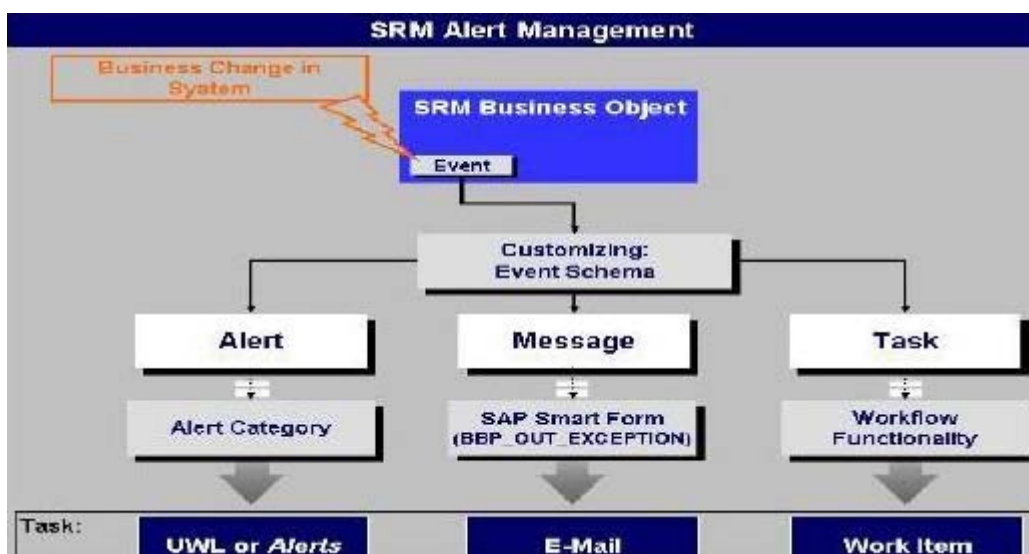 SRM Alert Management
Business Change in
System
SRM Business Object
Event
Customizing:
Event Schema
Alert
Message
Task
Alert Category
SAP Smart Form
(BBP_OUT_EXCEPTION)
Workflow
Functionality
Task:
UWL or Alerts
E-Mail
Work Item